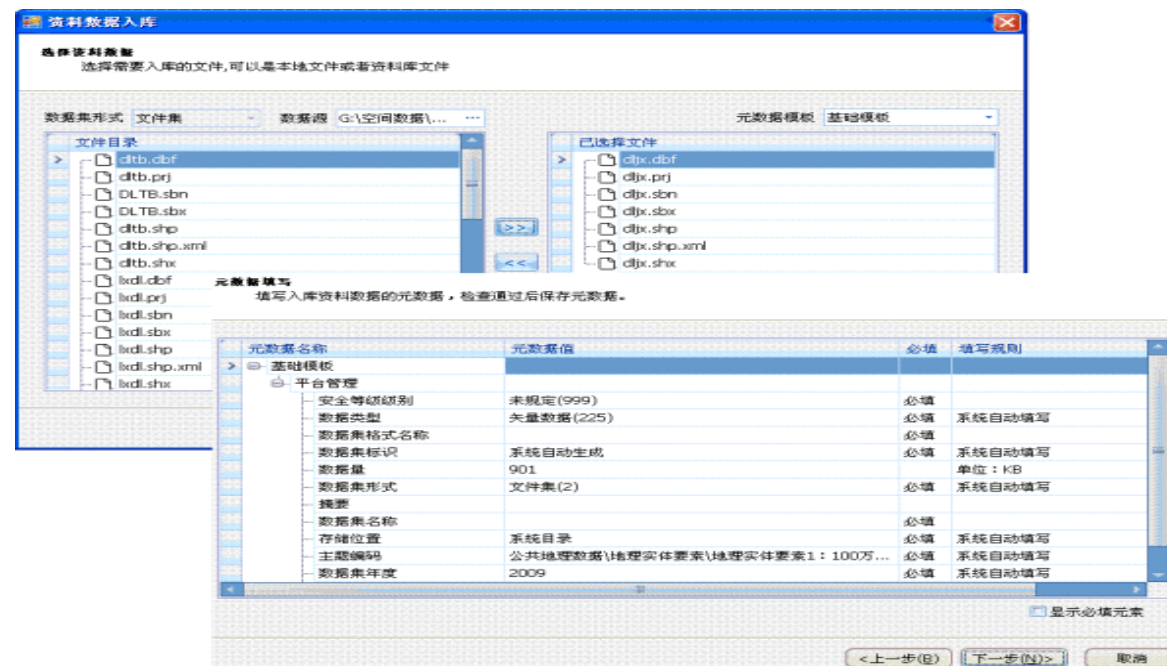 资料数据入库
选择资料数据
选择需要入库的文件,可以是本地文件或者资料库文件
数据集形式 文件集 数据源 G:\空间数据\... ... 元数据模板 基础模板
文件目录
dltb.dbf
dltb.prj
DLTB.sbn
DLTB.sbx
dltb.shp
dltb.shp.xml
dltb.shx
lxdl.dbf
lxdl.prj
lxdl.sbn
lxdl.sbx
lxdl.shp
lxdl.shp.xml
lxdl.shx
>>
<<
已选择文件
dljx.dbf
dljx.prj
dljx.sbn
dljx.sbx
dljx.shp
dljx.shp.xml
dljx.shx
元数据填写
填写入库资料数据的元数据，检查通过后保存元数据。
元数据名称 元数据值 必填 填写规则
基础模板
平台管理
安全等级级别 未规定(999) 必填
数据类型 矢量数据(225) 必填 系统自动填写
数据集格式名称 必填
数据集标识 系统自动生成 必填 系统自动填写
数据量 901 单位：KB
数据集形式 文件集(2) 必填 系统自动填写
摘要
数据集名称 必填
存储位置 系统目录 必填 系统自动填写
主题编码 公共地理数据\地理实体要素\地理实体要素1：100万... 必填 系统自动填写
数据集年度 2009 必填 系统自动填写
显示必填元素
<上一步(B) 下一步(N)> 取消